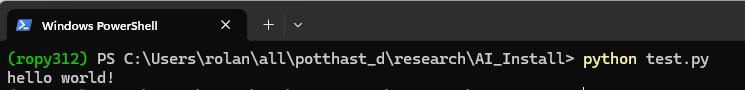 Windows PowerShell
(ropy312) PS C:\Users\rolan\all\potthast_d\research\AI_Install> python test.py
hello world!